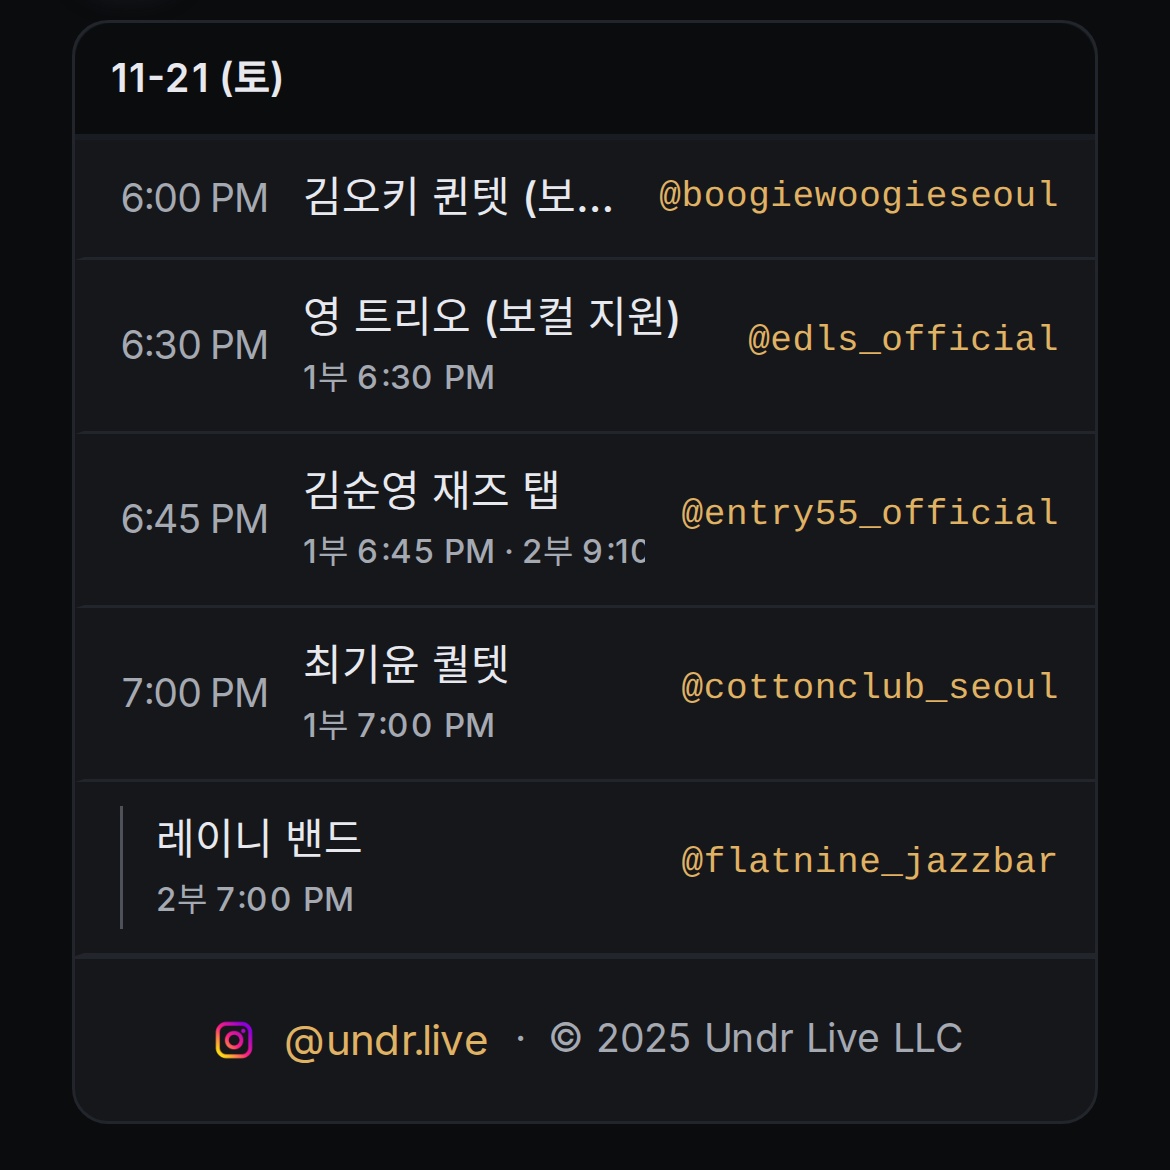 11-21 (토)
6:00 PM 김오키 퀸텟 (보... @boogiewoogieseoul
6:30 PM 영 트리오 (보컬 지원) @edls_official
1부 6:30 PM
6:45 PM 김순영 재즈 탭 @entry55_official
1부 6:45 PM · 2부 9:10
7:00 PM 최기윤 퀄텟 @cottonclub_seoul
1부 7:00 PM
레이니 밴드 @flatnine_jazzbar
2부 7:00 PM
@undr.live · © 2025 Undr Live LLC